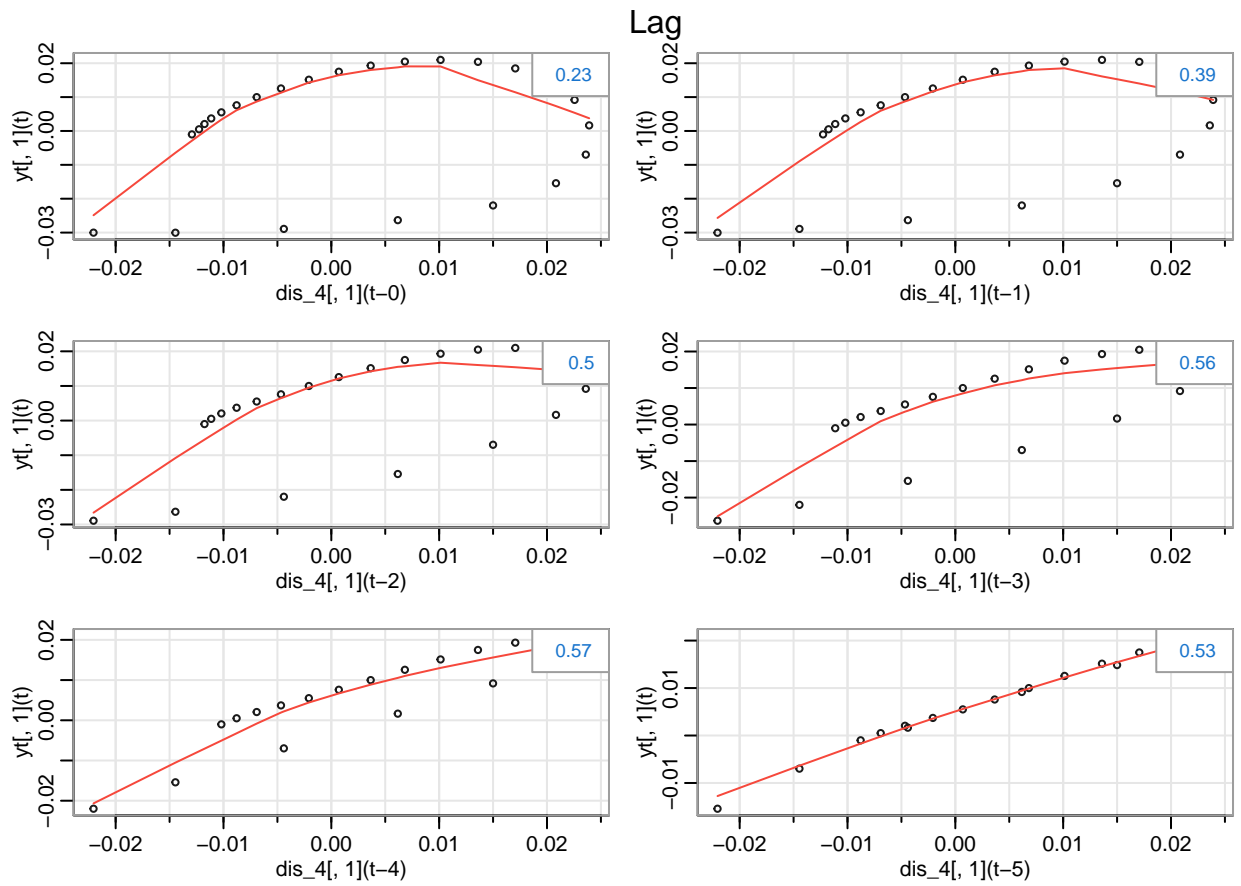 Lag
0.02
0.00
−0.03
yt[, 1](t)
0.23
−0.02 −0.01 0.00 0.01 0.02
dis_4[, 1](t−0)
0.02
0.00
−0.03
yt[, 1](t)
0.39
−0.02 −0.01 0.00 0.01 0.02
dis_4[, 1](t−1)
0.02
0.00
−0.03
yt[, 1](t)
0.5
−0.02 −0.01 0.00 0.01 0.02
dis_4[, 1](t−2)
0.02
0.00
−0.02
yt[, 1](t)
0.56
−0.02 −0.01 0.00 0.01 0.02
dis_4[, 1](t−3)
0.02
0.00
−0.02
yt[, 1](t)
0.57
−0.02 −0.01 0.00 0.01 0.02
dis_4[, 1](t−4)
0.01
−0.01
yt[, 1](t)
0.53
−0.02 −0.01 0.00 0.01 0.02
dis_4[, 1](t−5)